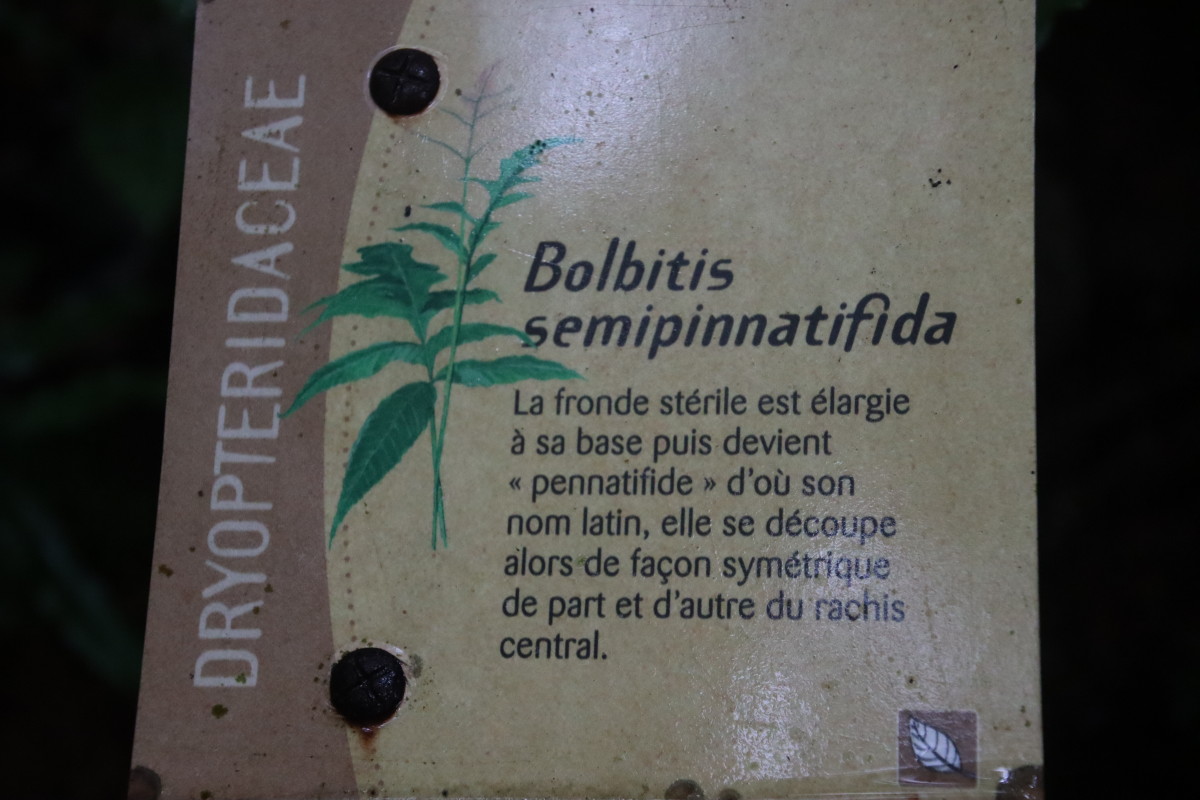 DRYOPTERIDACEAE
Bolbitis
semipinnatifida
La fronde stérile est élargie
à sa base puis devient
« pennatifide » d'où son
nom latin, elle se découpe
alors de façon symétrique
de part et d'autre du rachis
central.